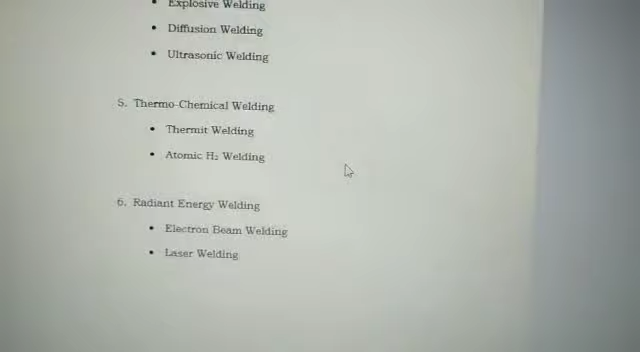 • Explosive Welding
• Diffusion Welding
• Ultrasonic Welding
5. Thermo-Chemical Welding
• Thermit Welding
• Atomic H₂ Welding
6. Radiant Energy Welding
• Electron Beam Welding
• Laser Welding